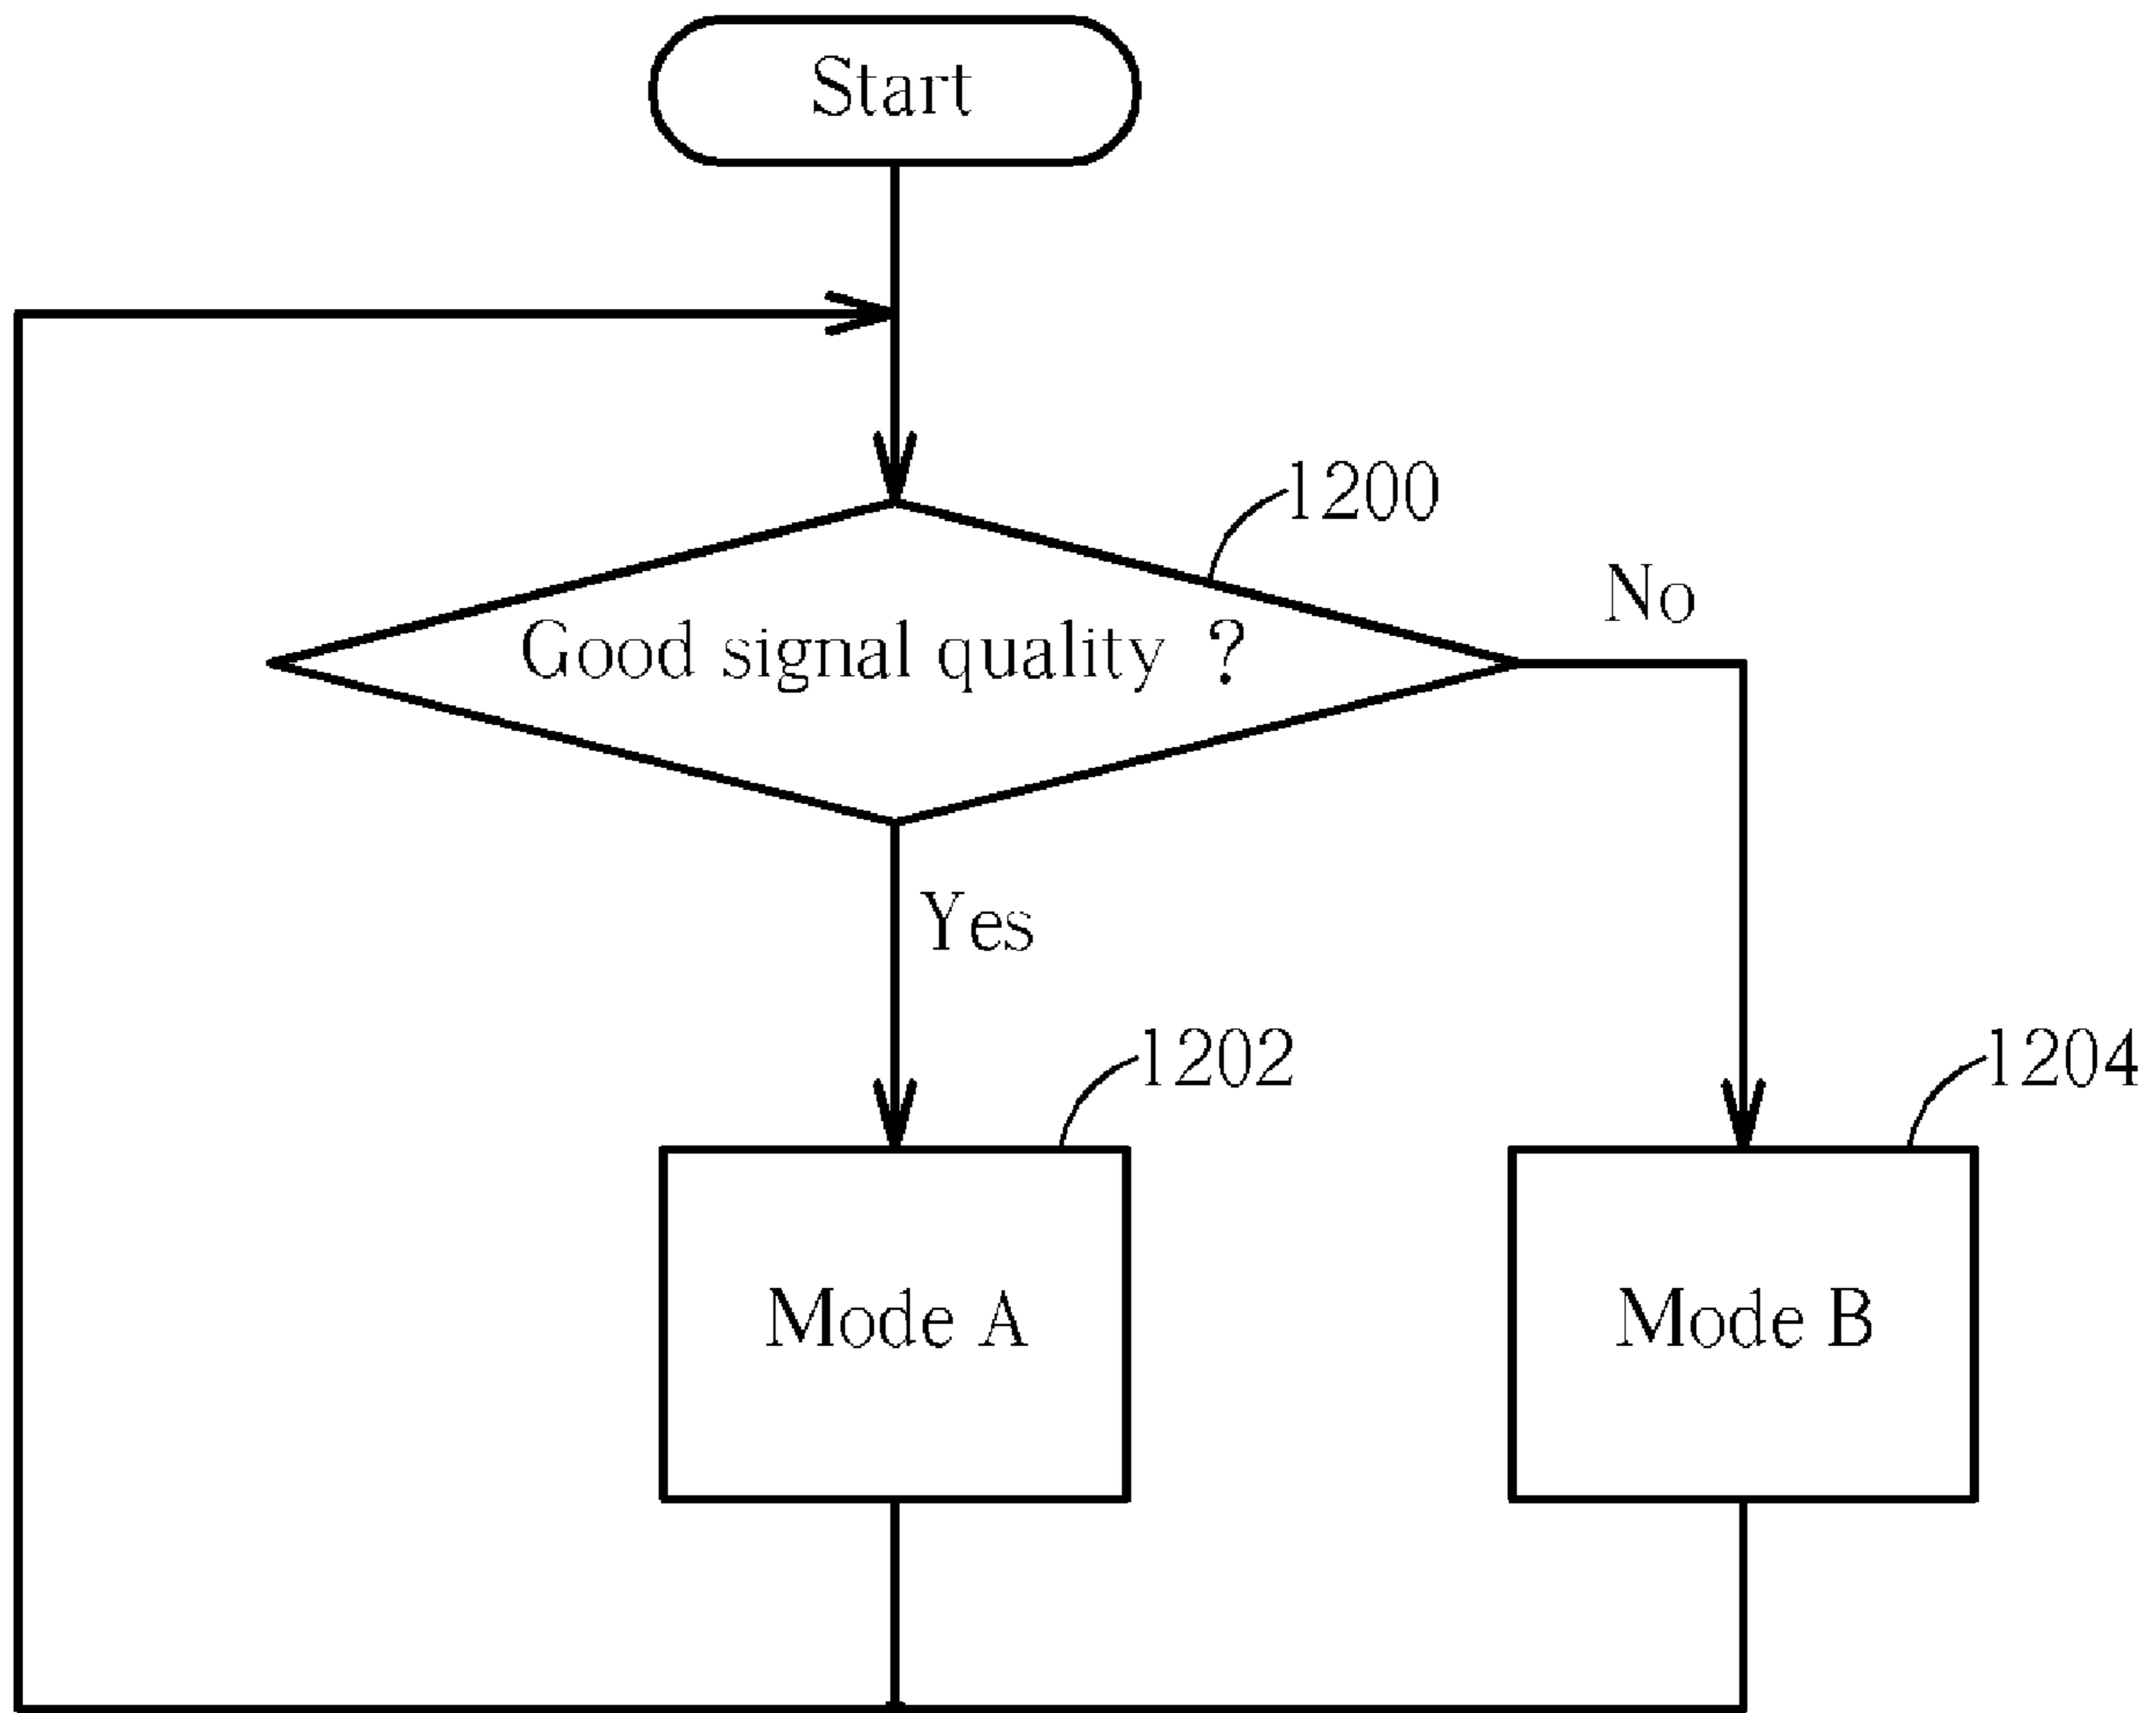 Start
1200
No
Good signal quality ?
Yes
1202
1204
Mode A
Mode B